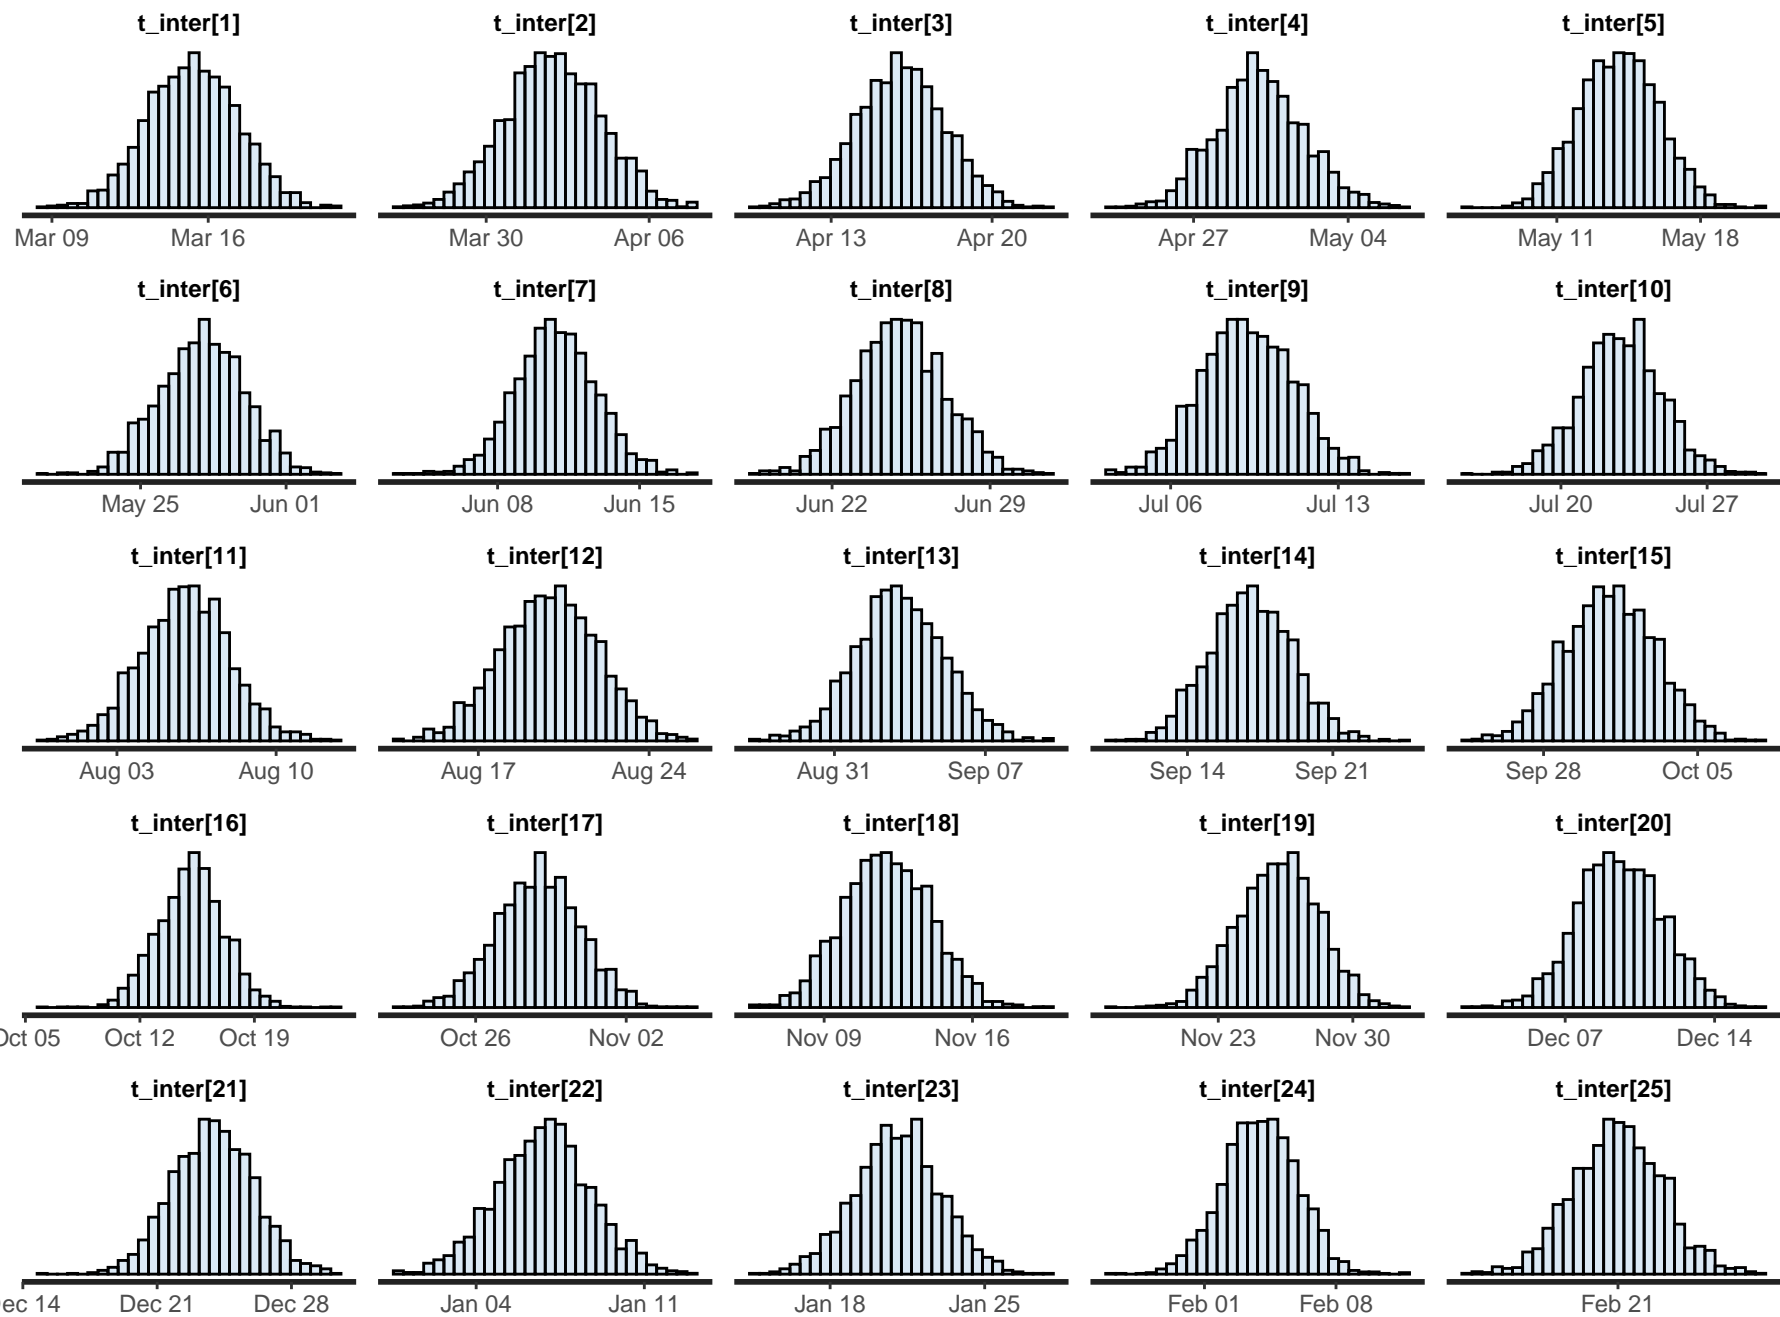 t_inter[1] t_inter[2] t_inter[3] t_inter[4] t_inter[5]
Mar 09 Mar 16 Mar 30 Apr 06 Apr 13 Apr 20 Apr 27 May 04 May 11 May 18
t_inter[6] t_inter[7] t_inter[8] t_inter[9] t_inter[10]
May 25 Jun 01 Jun 08 Jun 15 Jun 22 Jun 29 Jul 06 Jul 13 Jul 20 Jul 27
t_inter[11] t_inter[12] t_inter[13] t_inter[14] t_inter[15]
Aug 03 Aug 10 Aug 17 Aug 24 Aug 31 Sep 07 Sep 14 Sep 21 Sep 28 Oct 05
t_inter[16] t_inter[17] t_inter[18] t_inter[19] t_inter[20]
Oct 05 Oct 12 Oct 19 Oct 26 Nov 02 Nov 09 Nov 16 Nov 23 Nov 30 Dec 07 Dec 14
t_inter[21] t_inter[22] t_inter[23] t_inter[24] t_inter[25]
Dec 14 Dec 21 Dec 28 Jan 04 Jan 11 Jan 18 Jan 25 Feb 01 Feb 08 Feb 21